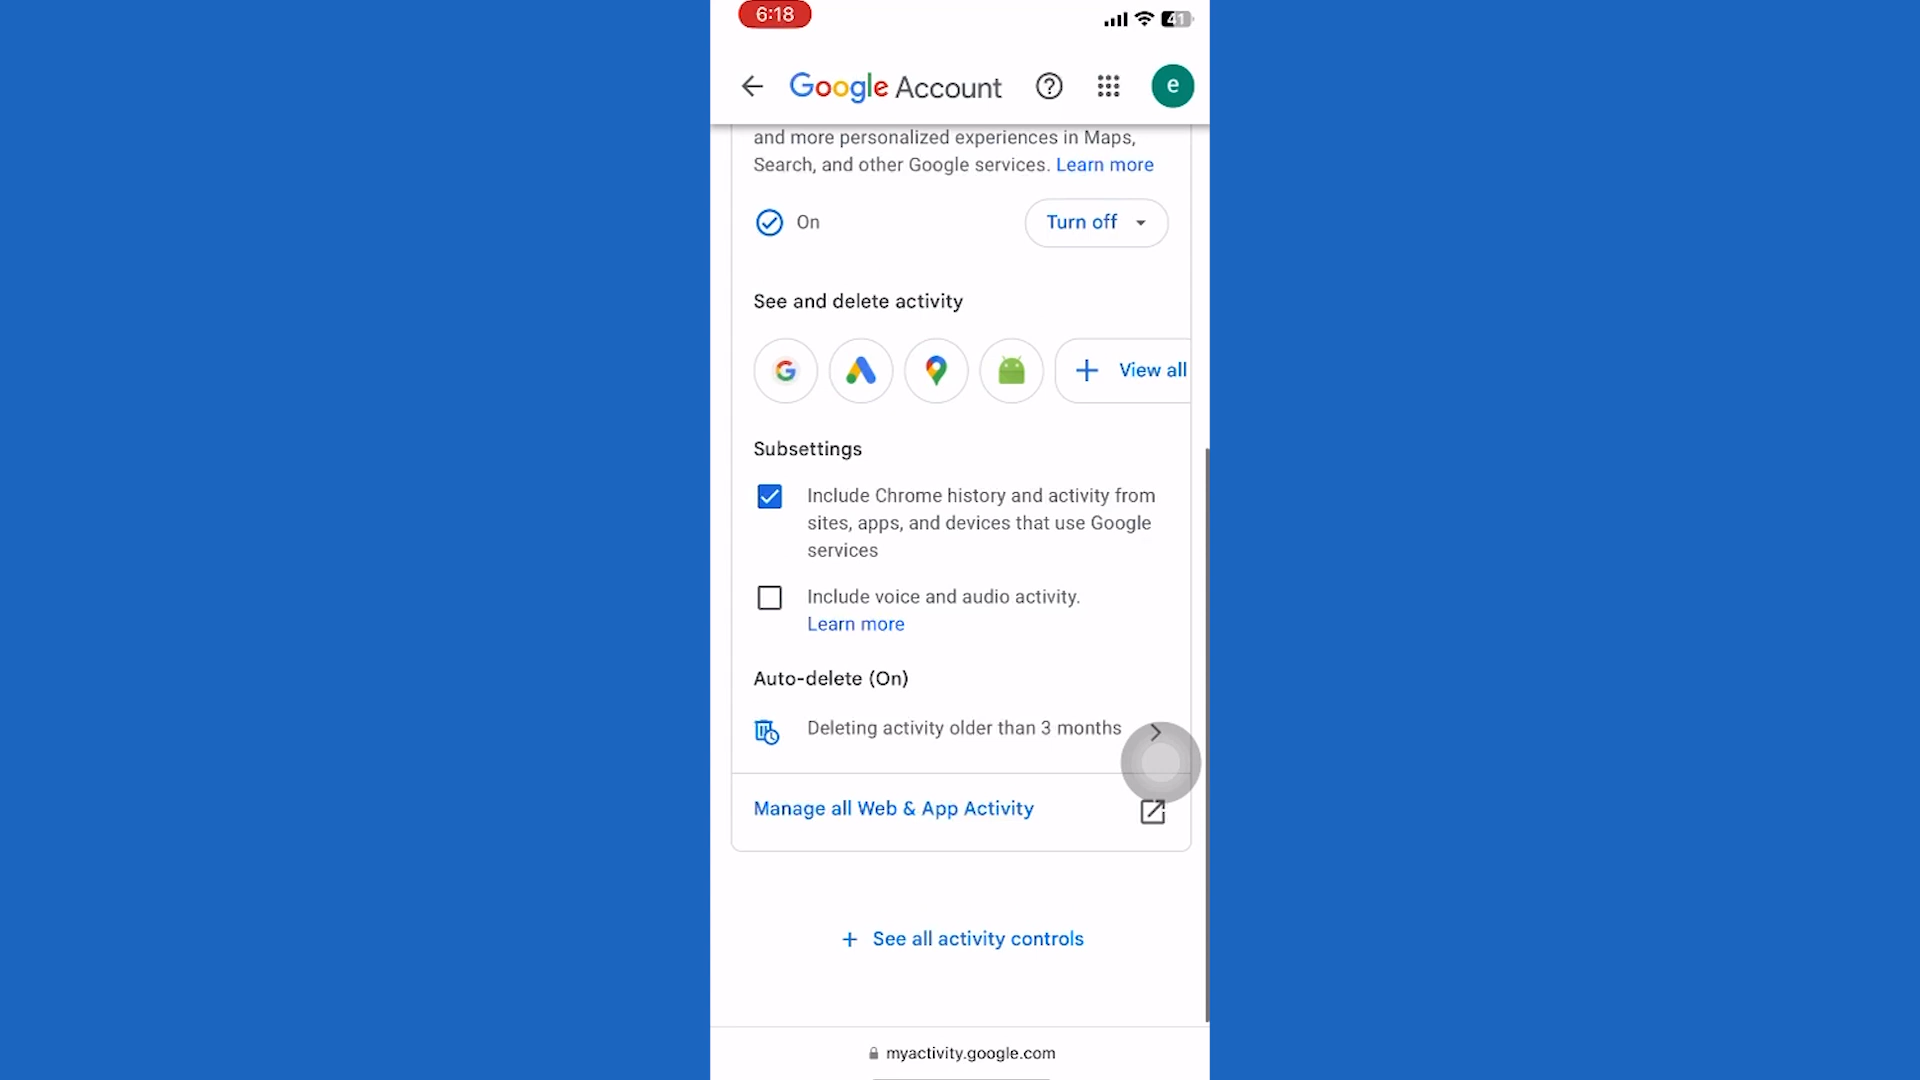 6:18
41
Google Account
e
and more personalized experiences in Maps,
Search, and other Google services. Learn more
On
Turn off
See and delete activity
G
View all
Subsettings
Include Chrome history and activity from
sites, apps, and devices that use Google
services
Include voice and audio activity.
Learn more
Auto-delete (On)
Deleting activity older than 3 months
Manage all Web & App Activity
+ See all activity controls
myactivity.google.com